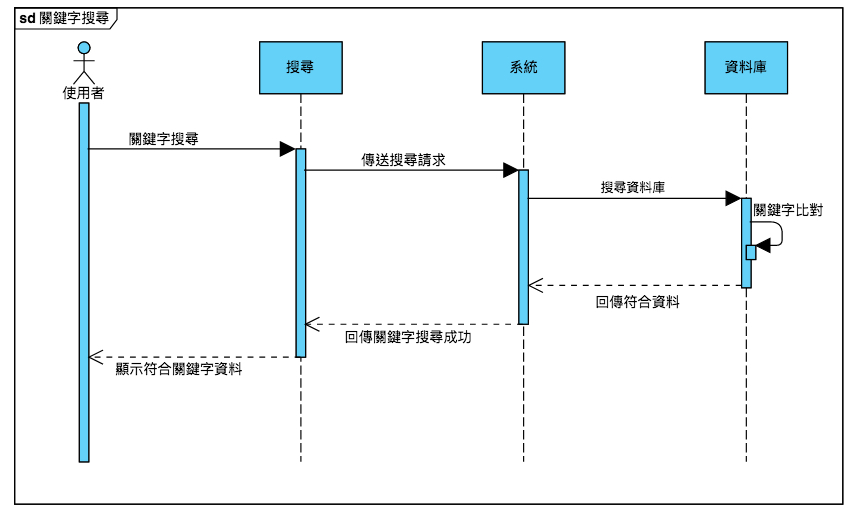 sd 關鍵字搜尋
使用者
搜尋
系統
資料庫
關鍵字搜尋
傳送搜尋請求
搜尋資料庫
關鍵字比對
回傳符合資料
回傳關鍵字搜尋成功
顯示符合關鍵字資料